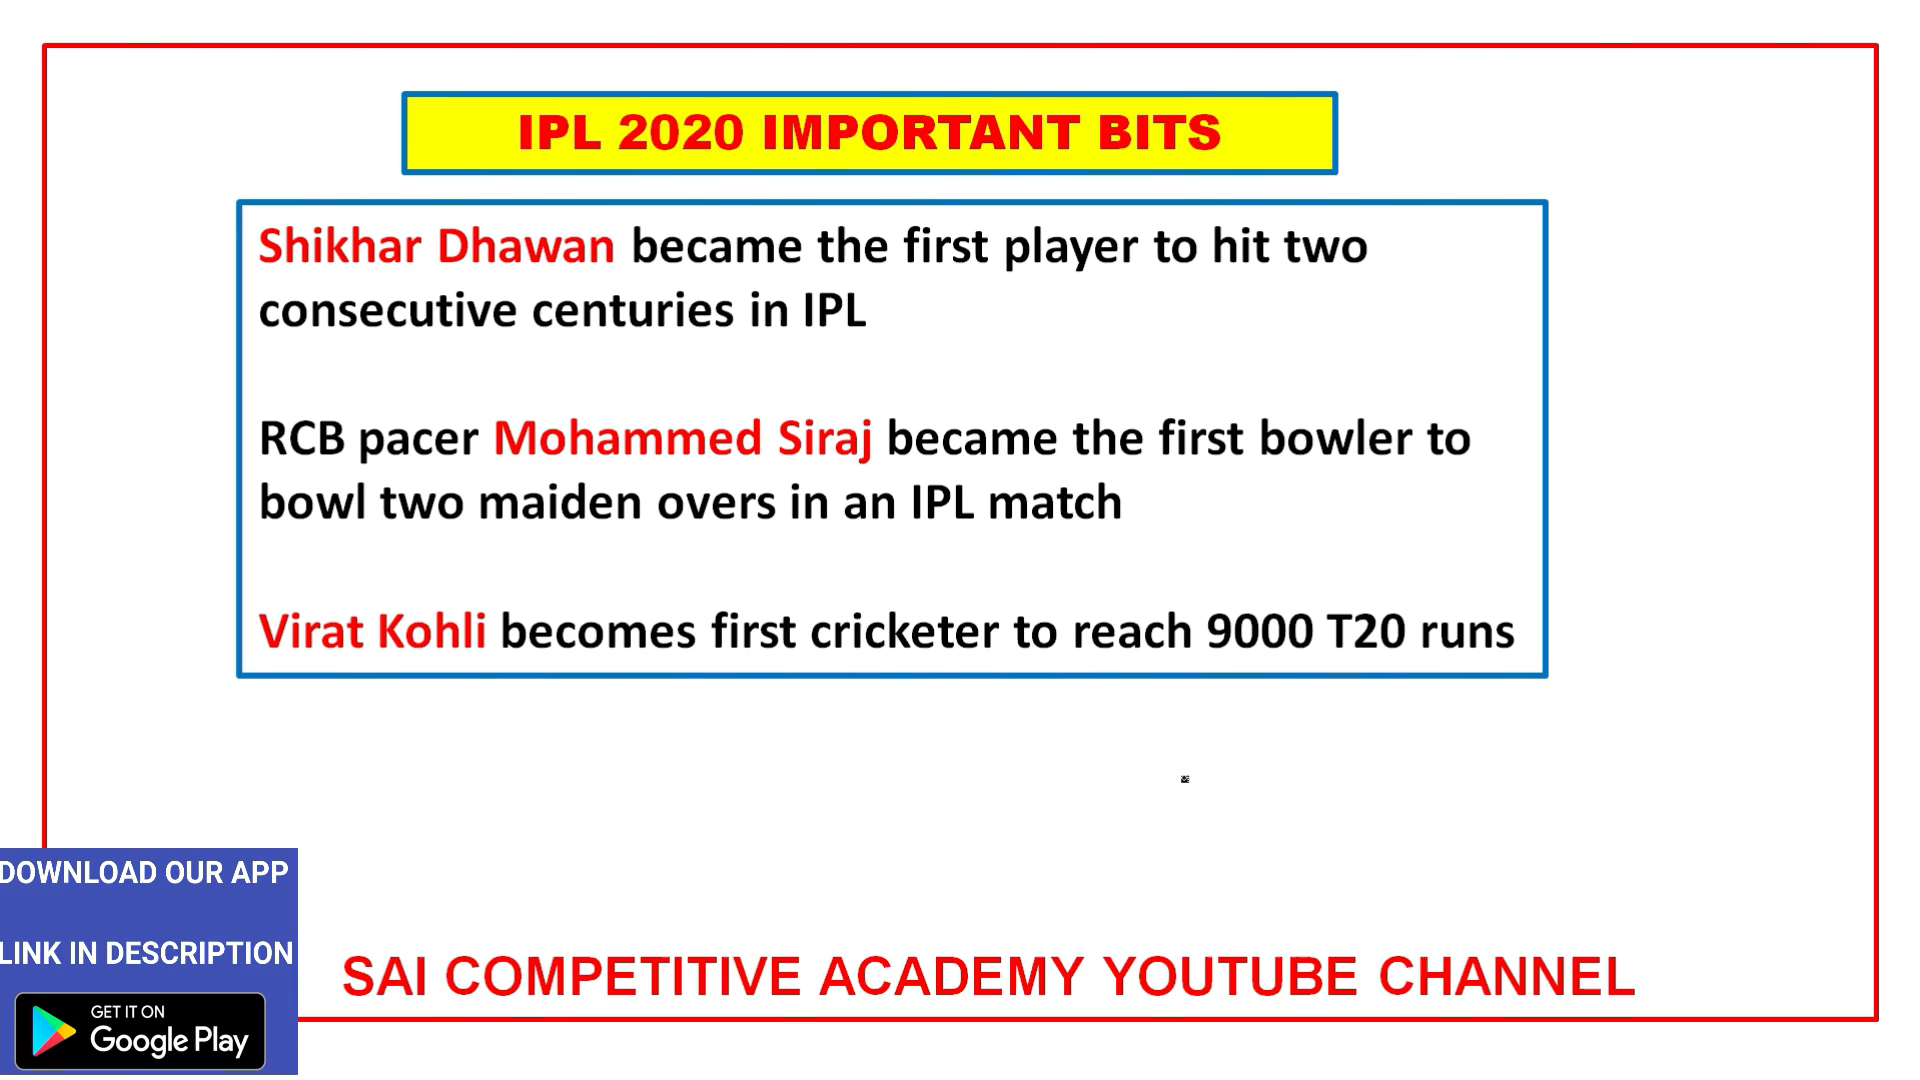 IPL 2020 IMPORTANT BITS
Shikhar Dhawan became the first player to hit two
consecutive centuries in IPL
RCB pacer Mohammed Siraj became the first bowler to
bowl two maiden overs in an IPL match
Virat Kohli becomes first cricketer to reach 9000 T20 runs
DOWNLOAD OUR APP
LINK IN DESCRIPTION
GET IT ON
Google Play
SAI COMPETITIVE ACADEMY YOUTUBE CHANNEL